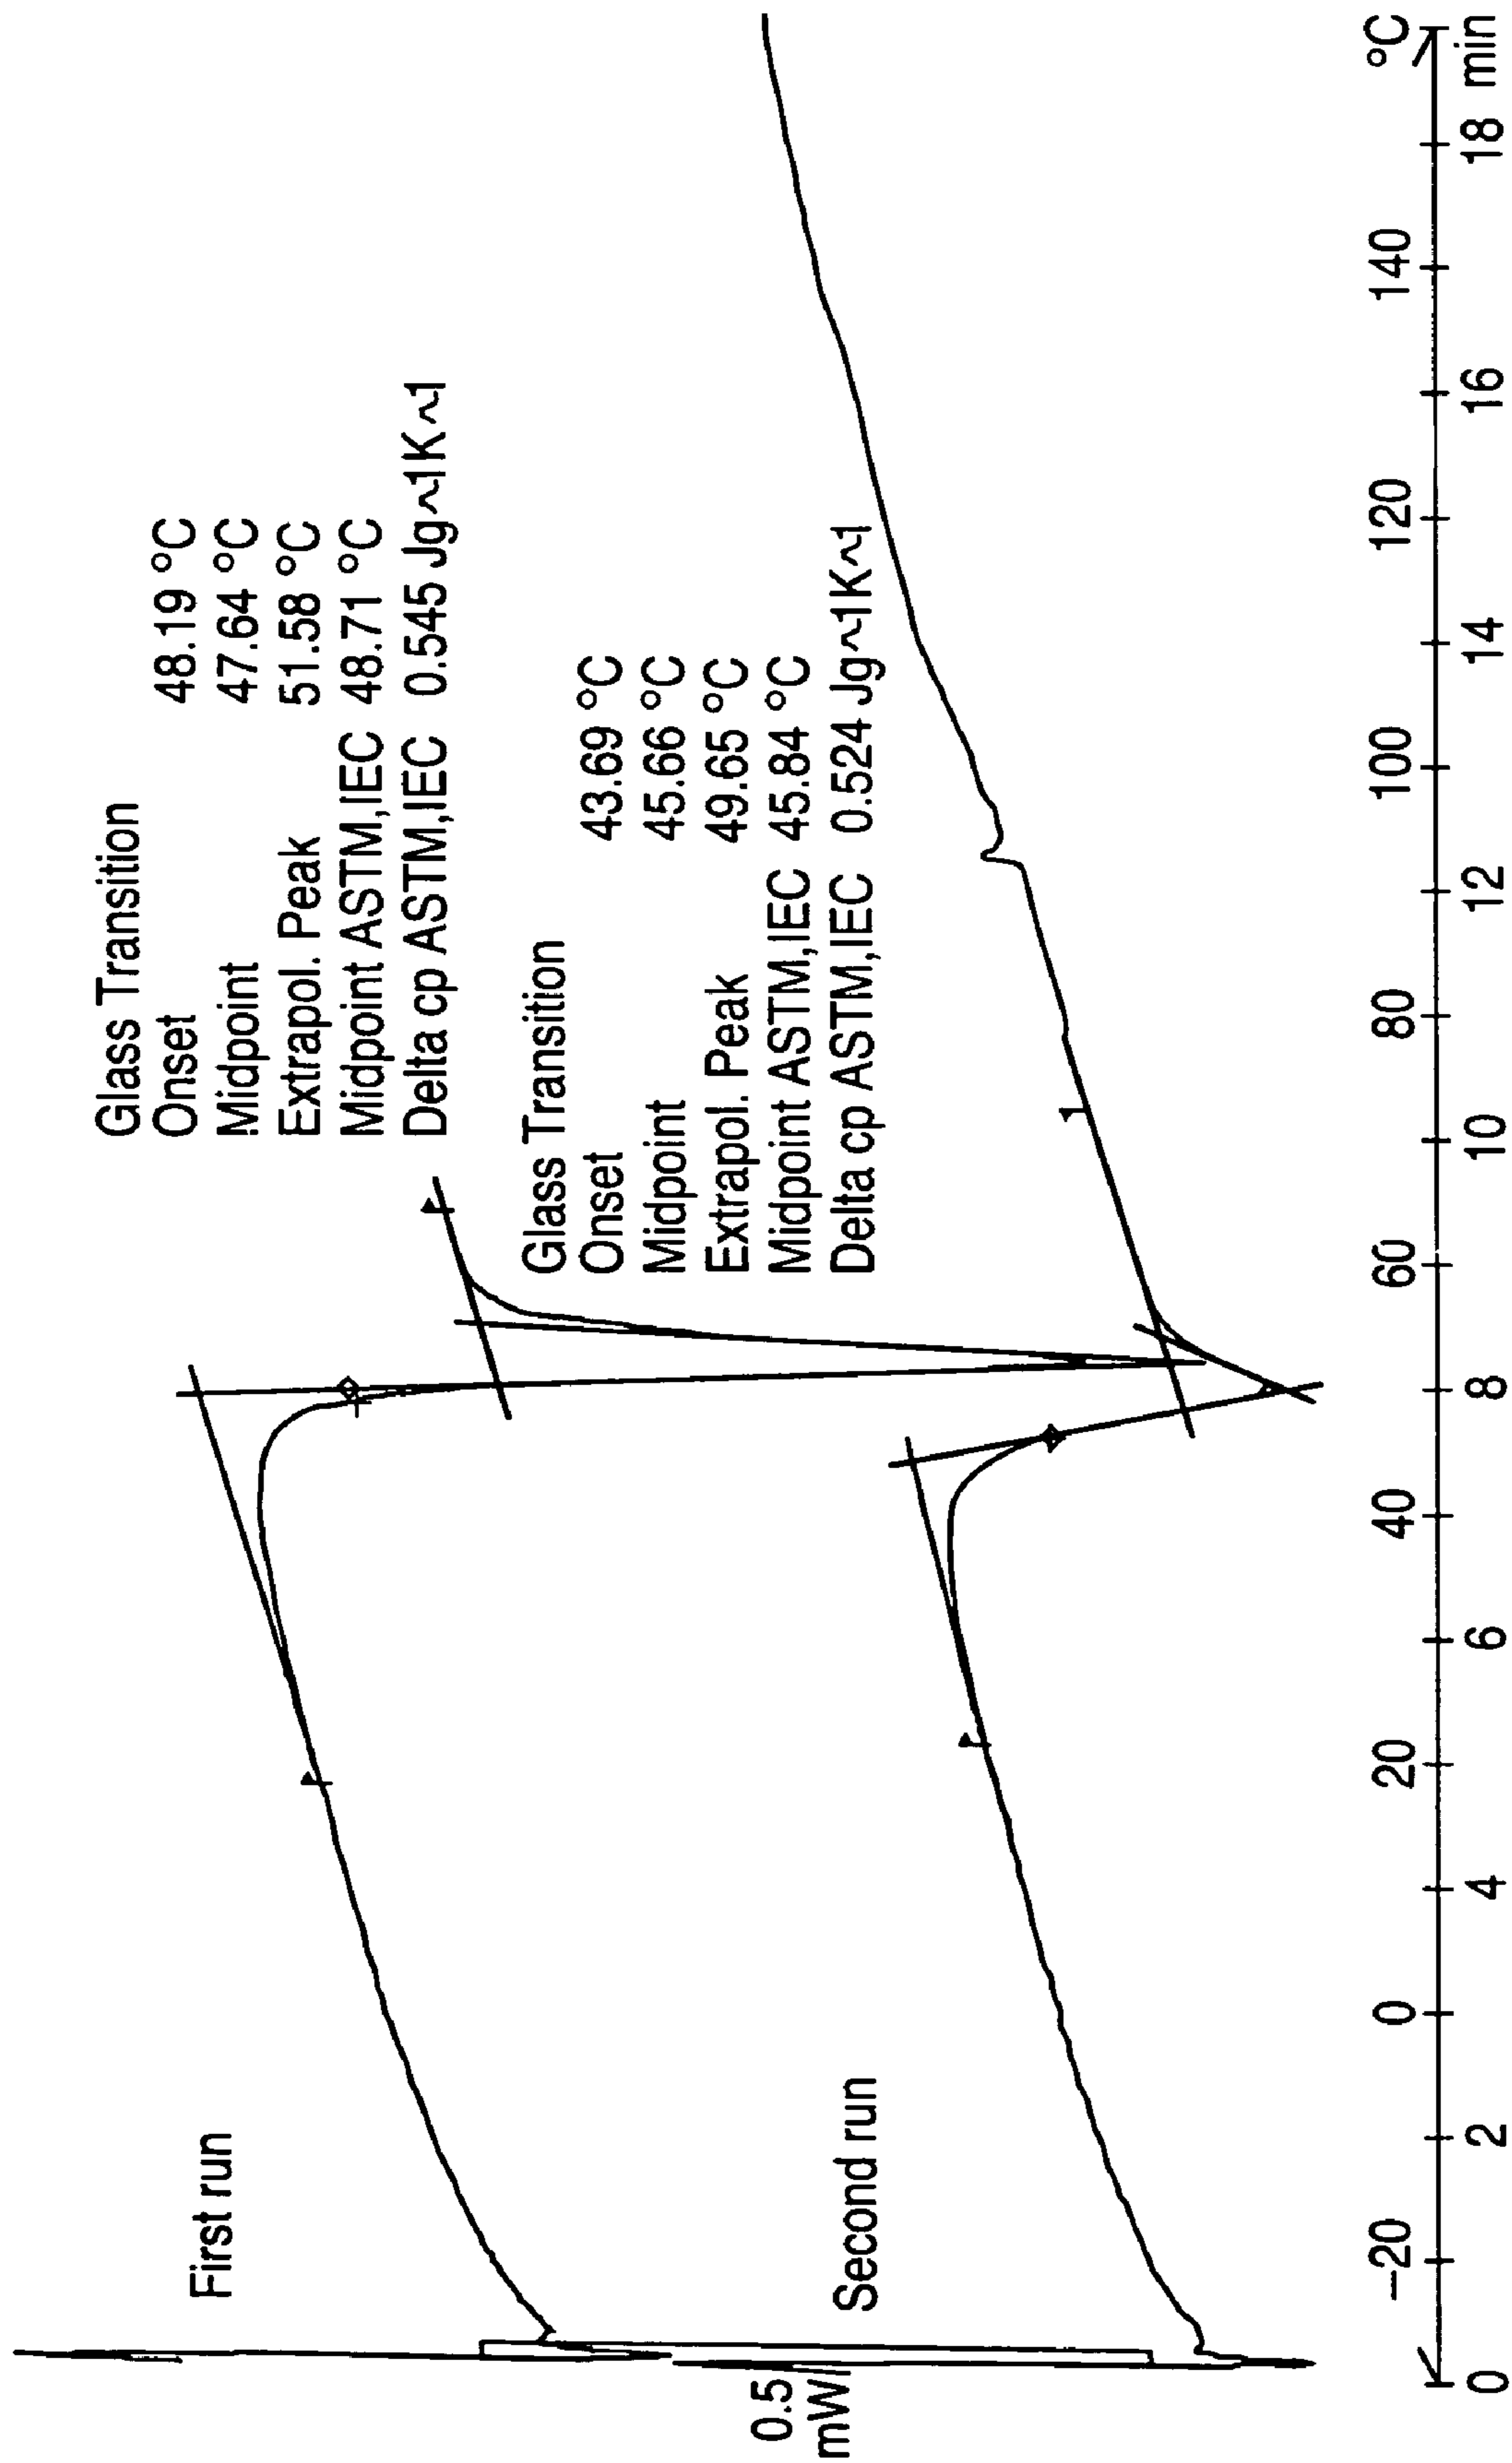 First run
Glass Transition
Onset 48.19 °C
Midpoint 47.64 °C
Extrapol. Peak 51.58 °C
Midpoint ASTM,IEC 48.71 °C
Delta cp ASTM,IEC 0.545 Jg^1K^1
Glass Transition
Onset 43.69 °C
Midpoint 45.66 °C
Extrapol. Peak 49.65 °C
Midpoint ASTM,IEC 45.84 °C
Delta cp ASTM,IEC 0.524 Jg^1K^1
0.5
mW
Second run
−20 0 20 40 60 80 100 120 140 °C
0 2 4 6 8 10 12 14 16 18 min